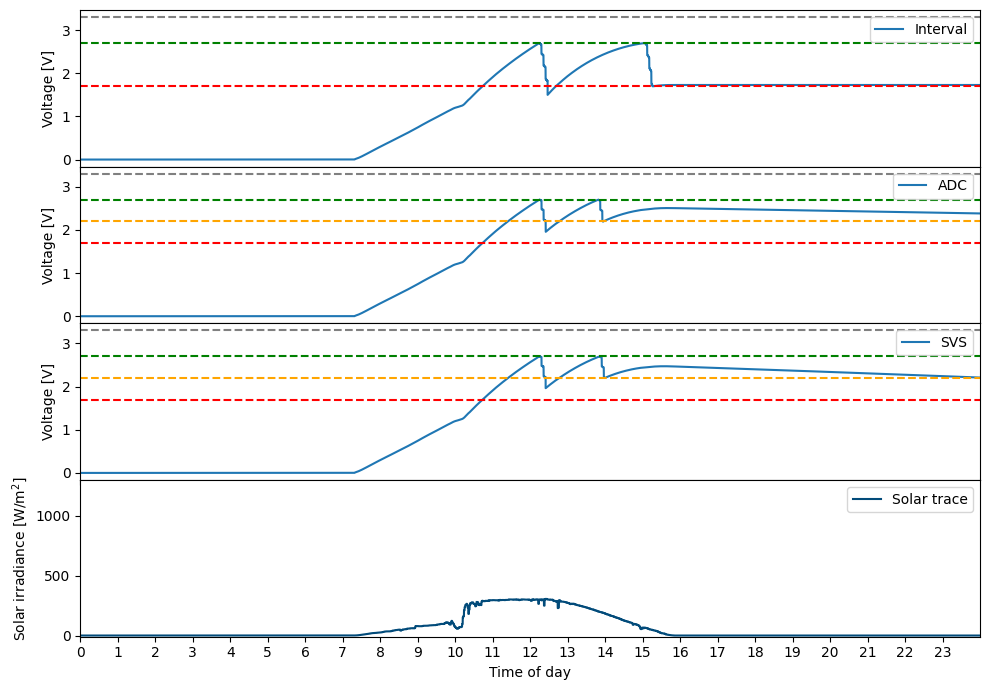 Voltage [V]
3
2
1
0
Interval
Voltage [V]
3
2
1
0
ADC
Voltage [V]
3
2
1
0
SVS
Solar irradiance [W/m²]
1000
500
0
Solar trace
0 1 2 3 4 5 6 7 8 9 10 11 12 13 14 15 16 17 18 19 20 21 22 23
Time of day